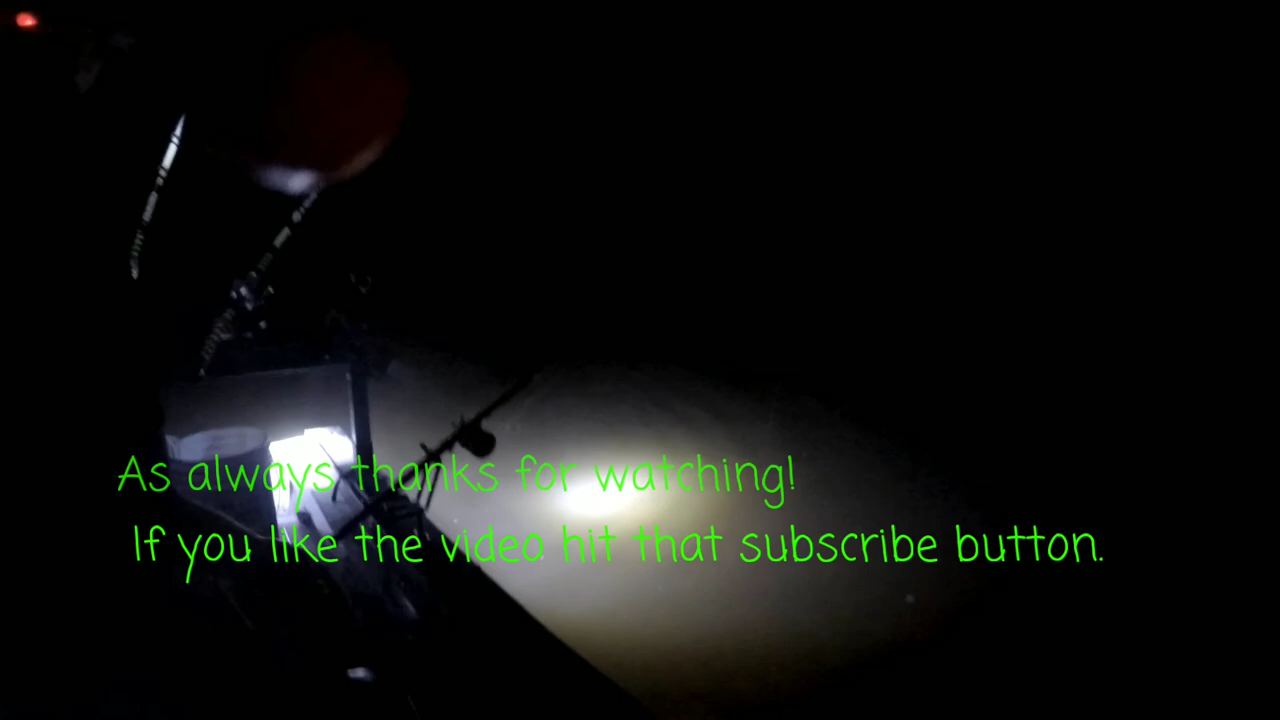 As always thanks for watching!
If you like the video hit that subscribe button.